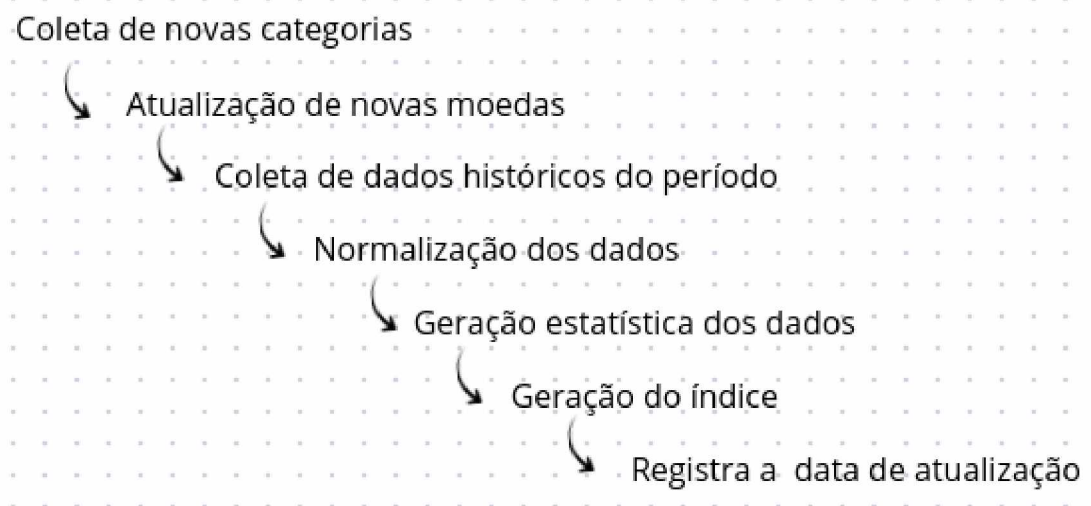 Coleta de novas categorias
Atualização de novas moedas
Coleta de dados históricos do período
Normalização dos dados
Geração estatística dos dados
Geração do índice
Registra a data de atualização